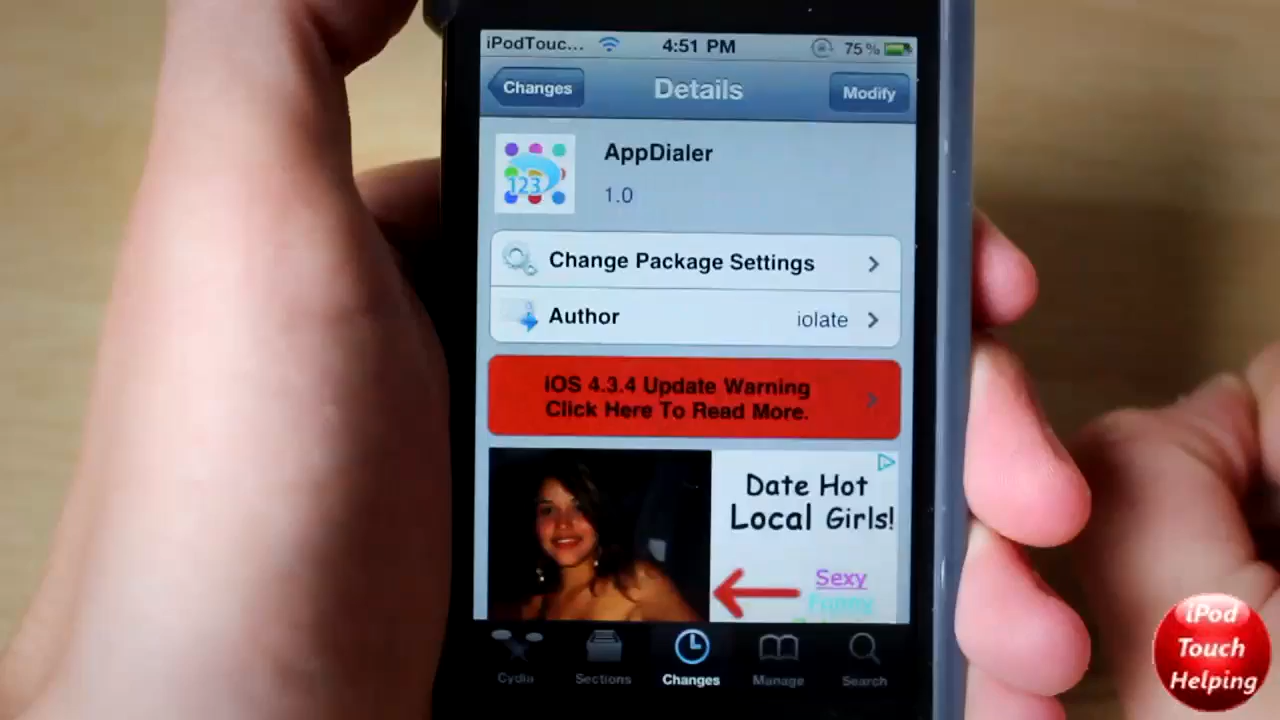 iPodTouc... 4:51 PM 75%
Changes Details Modify
AppDialer
123
1.0
Change Package Settings
Author iolate
iOS 4.3.4 Update Warning
Click Here To Read More.
Date Hot
Local Girls!
Sexy
Funny
Cydia Sections Changes Manage Search
iPod
Touch
Helping